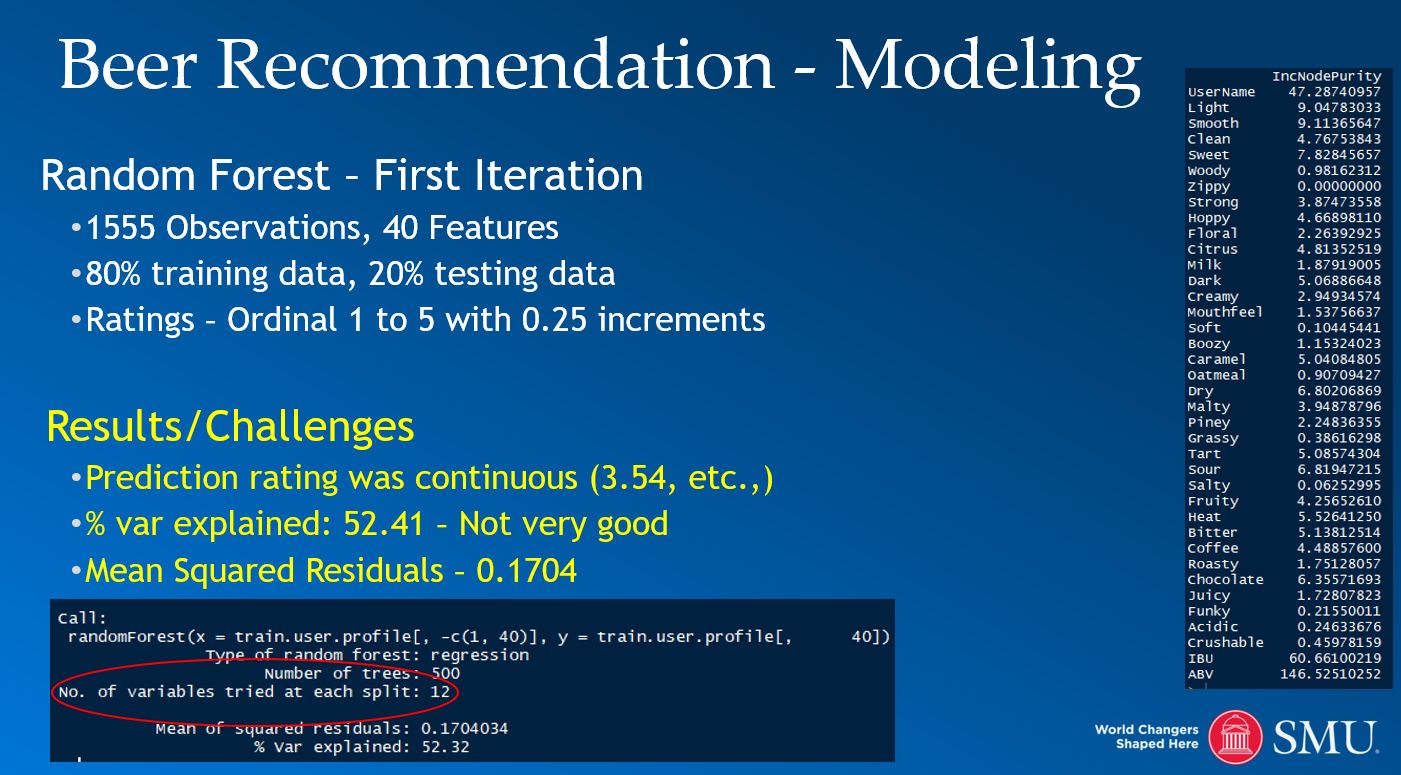 Beer Recommendation - Modeling
Random Forest – First Iteration
•1555 Observations, 40 Features
•80% training data, 20% testing data
•Ratings – Ordinal 1 to 5 with 0.25 increments
Results/Challenges
•Prediction rating was continuous (3.54, etc.,)
•% var explained: 52.41 – Not very good
•Mean Squared Residuals – 0.1704
Call:
randomForest(x = train.user.profile[, -c(1, 40)], y = train.user.profile[, 40])
Type of random forest: regression
Number of trees: 500
No. of variables tried at each split: 12
Mean of squared residuals: 0.1704034
% Var explained: 52.32
IncNodePurity
UserName 47.28740957
Light 9.04783033
Smooth 9.11365647
Clean 4.76753843
Sweet 7.82845657
Woody 0.98162312
Zippy 0.00000000
Strong 3.87473558
Hoppy 4.66898110
Floral 2.26392925
Citrus 4.81352519
Milk 1.87919005
Dark 5.06886648
Creamy 2.94934574
Mouthfeel 1.53756637
Soft 0.10445441
Boozy 1.15324023
Caramel 5.04084805
Oatmeal 0.90709427
Dry 6.80206869
Malty 3.94878796
Piney 2.24836355
Grassy 0.38616298
Tart 5.08574304
Sour 6.81947215
Salty 0.06252995
Fruity 4.25652610
Heat 5.52641250
Bitter 5.13812514
Coffee 4.48857600
Roasty 1.75128057
Chocolate 6.35571693
Juicy 1.72807823
Funky 0.21550011
Acidic 0.24633676
Crushable 0.45978159
IBU 60.66100219
ABV 146.52510252
>
World Changers
Shaped Here
SMU.